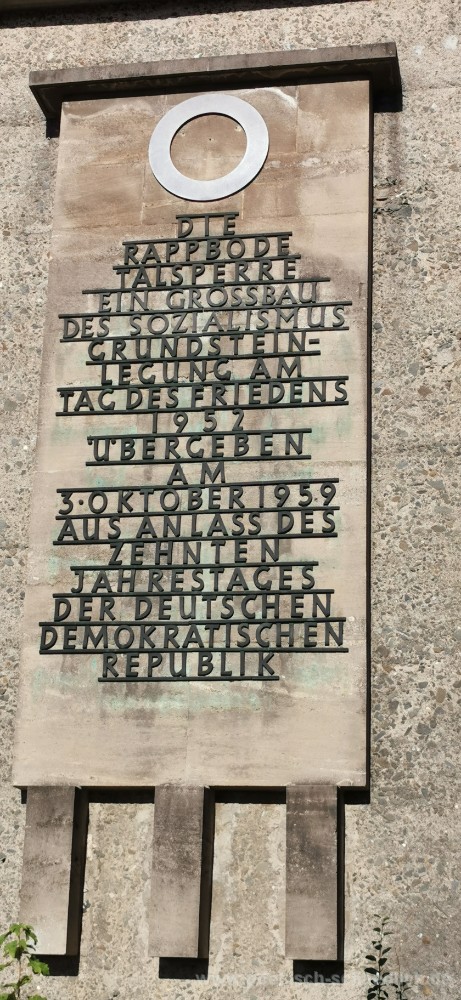 DIE
RAPPBODE
TALSPERRE
EIN GROSSBAU
DES SOZIALISMUS
GRUNDSTEIN-
LEGUNG AM
TAG DES FRIEDENS
1952
ÜBERGEBEN
AM
3·OKTOBER 1959
AUS ANLASS DES
ZEHNTEN
JAHRESTAGES
DER DEUTSCHEN
DEMOKRATISCHEN
REPUBLIK